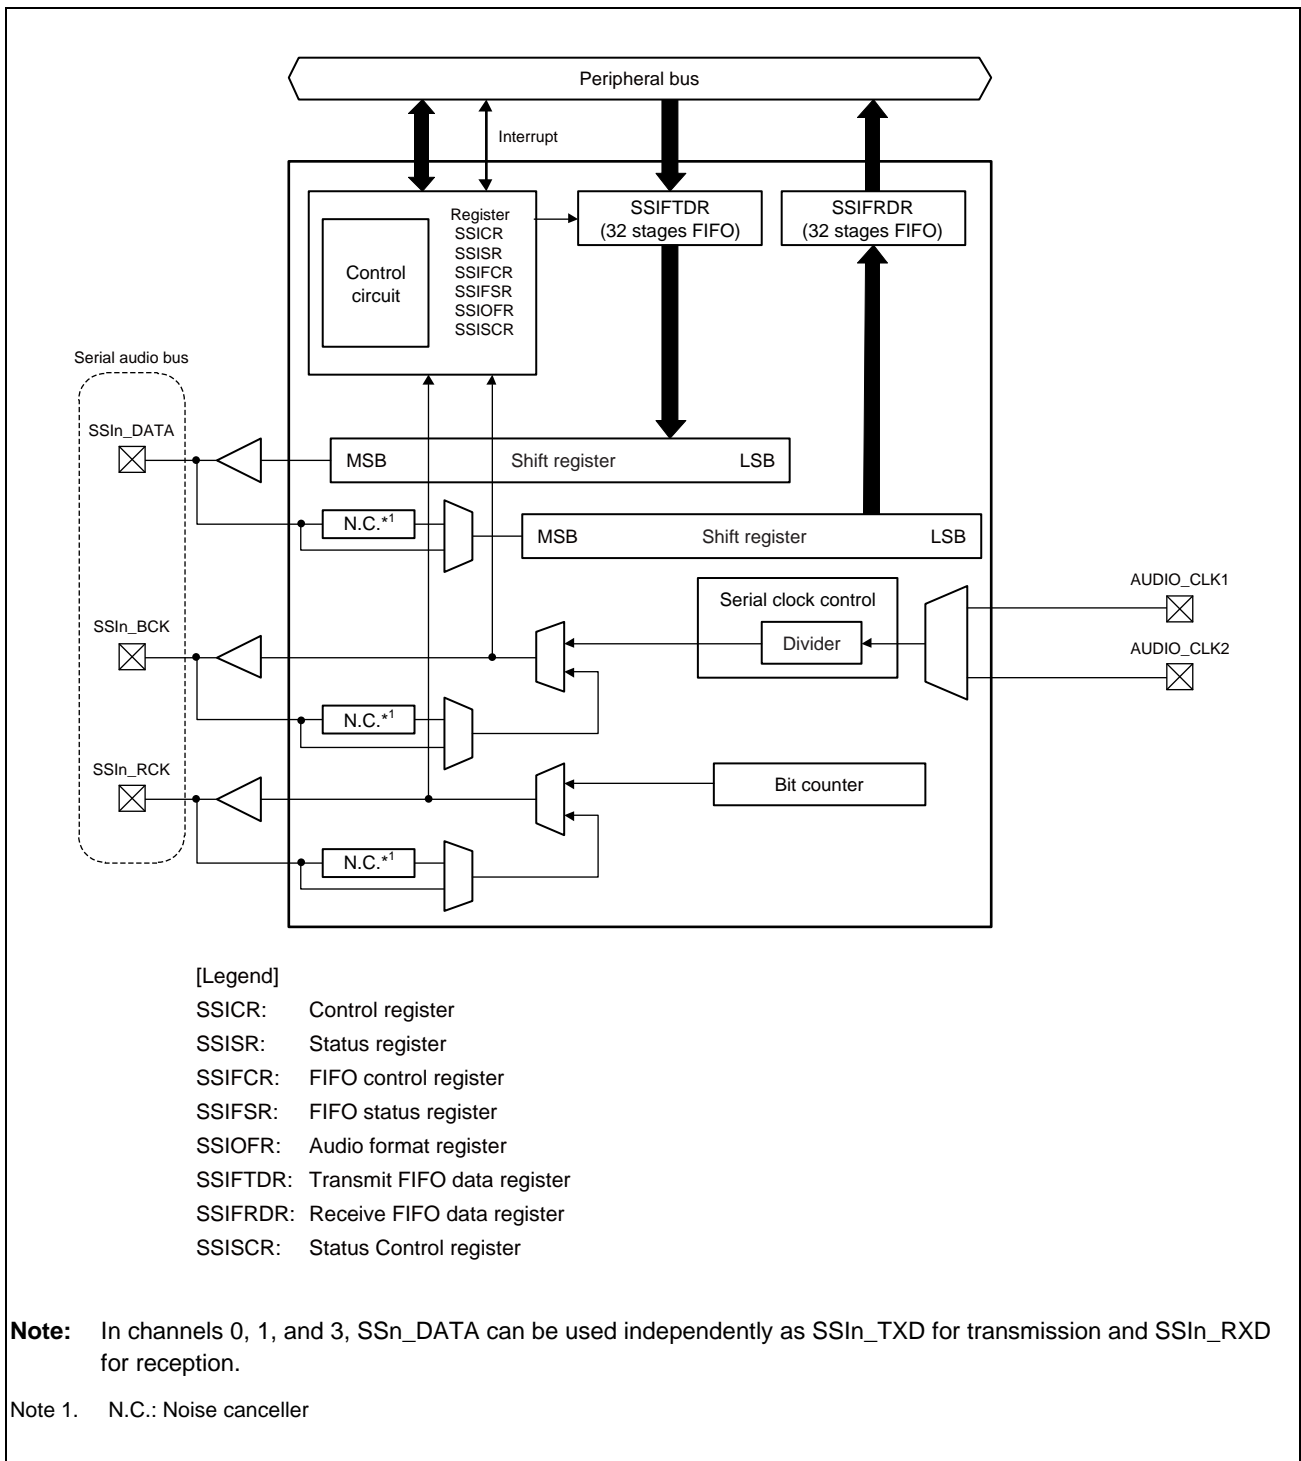 Peripheral bus
Interrupt
Register
SSICR
SSISR
SSIFCR
SSIFSR
SSIOFR
SSISCR
Control
circuit
SSIFTDR
(32 stages FIFO)
SSIFRDR
(32 stages FIFO)
Serial audio bus
SSIn_DATA
MSB Shift register LSB
N.C.*1
MSB Shift register LSB
AUDIO_CLK1
Serial clock control
SSIn_BCK
Divider
AUDIO_CLK2
N.C.*1
SSIn_RCK
Bit counter
N.C.*1
[Legend]
SSICR: Control register
SSISR: Status register
SSIFCR: FIFO control register
SSIFSR: FIFO status register
SSIOFR: Audio format register
SSIFTDR: Transmit FIFO data register
SSIFRDR: Receive FIFO data register
SSISCR: Status Control register
Note: In channels 0, 1, and 3, SSn_DATA can be used independently as SSIn_TXD for transmission and SSIn_RXD
for reception.
Note 1. N.C.: Noise canceller